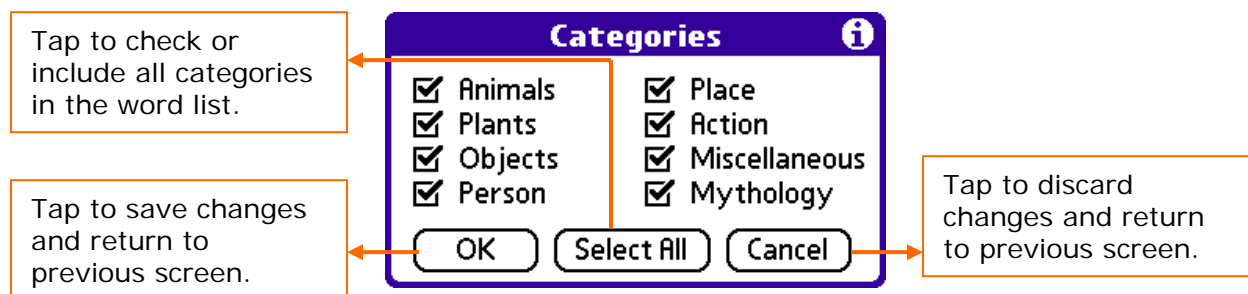 Tap to check or
include all categories
in the word list.
Categories
Animals
Plants
Objects
Person
Place
Action
Miscellaneous
Mythology
OK
Select All
Cancel
Tap to save changes
and return to
previous screen.
Tap to discard
changes and return
to previous screen.